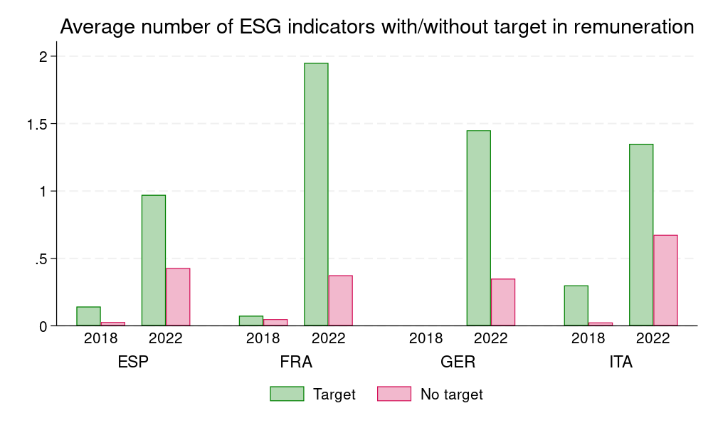 Average number of ESG indicators with/without target in remuneration
2
1.5
1
.5
0
2018 2022 2018 2022 2018 2022 2018 2022
ESP FRA GER ITA
Target No target